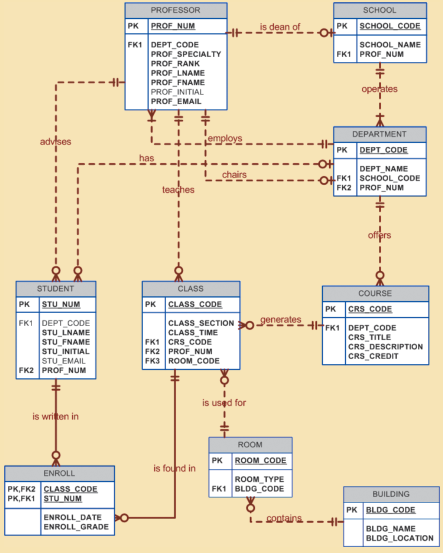 PROFESSOR
PK PROF_NUM
FK1 DEPT_CODE
PROF_SPECIALTY
PROF_RANK
PROF_LNAME
PROF_FNAME
PROF_INITIAL
PROF_EMAIL
is dean of
SCHOOL
PK SCHOOL_CODE
SCHOOL_NAME
FK1 PROF_NUM
operates
advises
employs
has
chairs
teaches
DEPARTMENT
PK DEPT_CODE
DEPT_NAME
FK1 SCHOOL_CODE
FK2 PROF_NUM
offers
STUDENT
PK STU_NUM
FK1 DEPT_CODE
STU_LNAME
STU_FNAME
STU_INITIAL
STU_EMAIL
FK2 PROF_NUM
CLASS
PK CLASS_CODE
CLASS_SECTION
CLASS_TIME
FK1 CRS_CODE
FK2 PROF_NUM
FK3 ROOM_CODE
generates
COURSE
PK CRS_CODE
FK1 DEPT_CODE
CRS_TITLE
CRS_DESCRIPTION
CRS_CREDIT
is written in
is used for
is found in
ROOM
PK ROOM_CODE
ROOM_TYPE
FK1 BLDG_CODE
ENROLL
PK,FK2 CLASS_CODE
PK,FK1 STU_NUM
ENROLL_DATE
ENROLL_GRADE
contains
BUILDING
PK BLDG_CODE
BLDG_NAME
BLDG_LOCATION